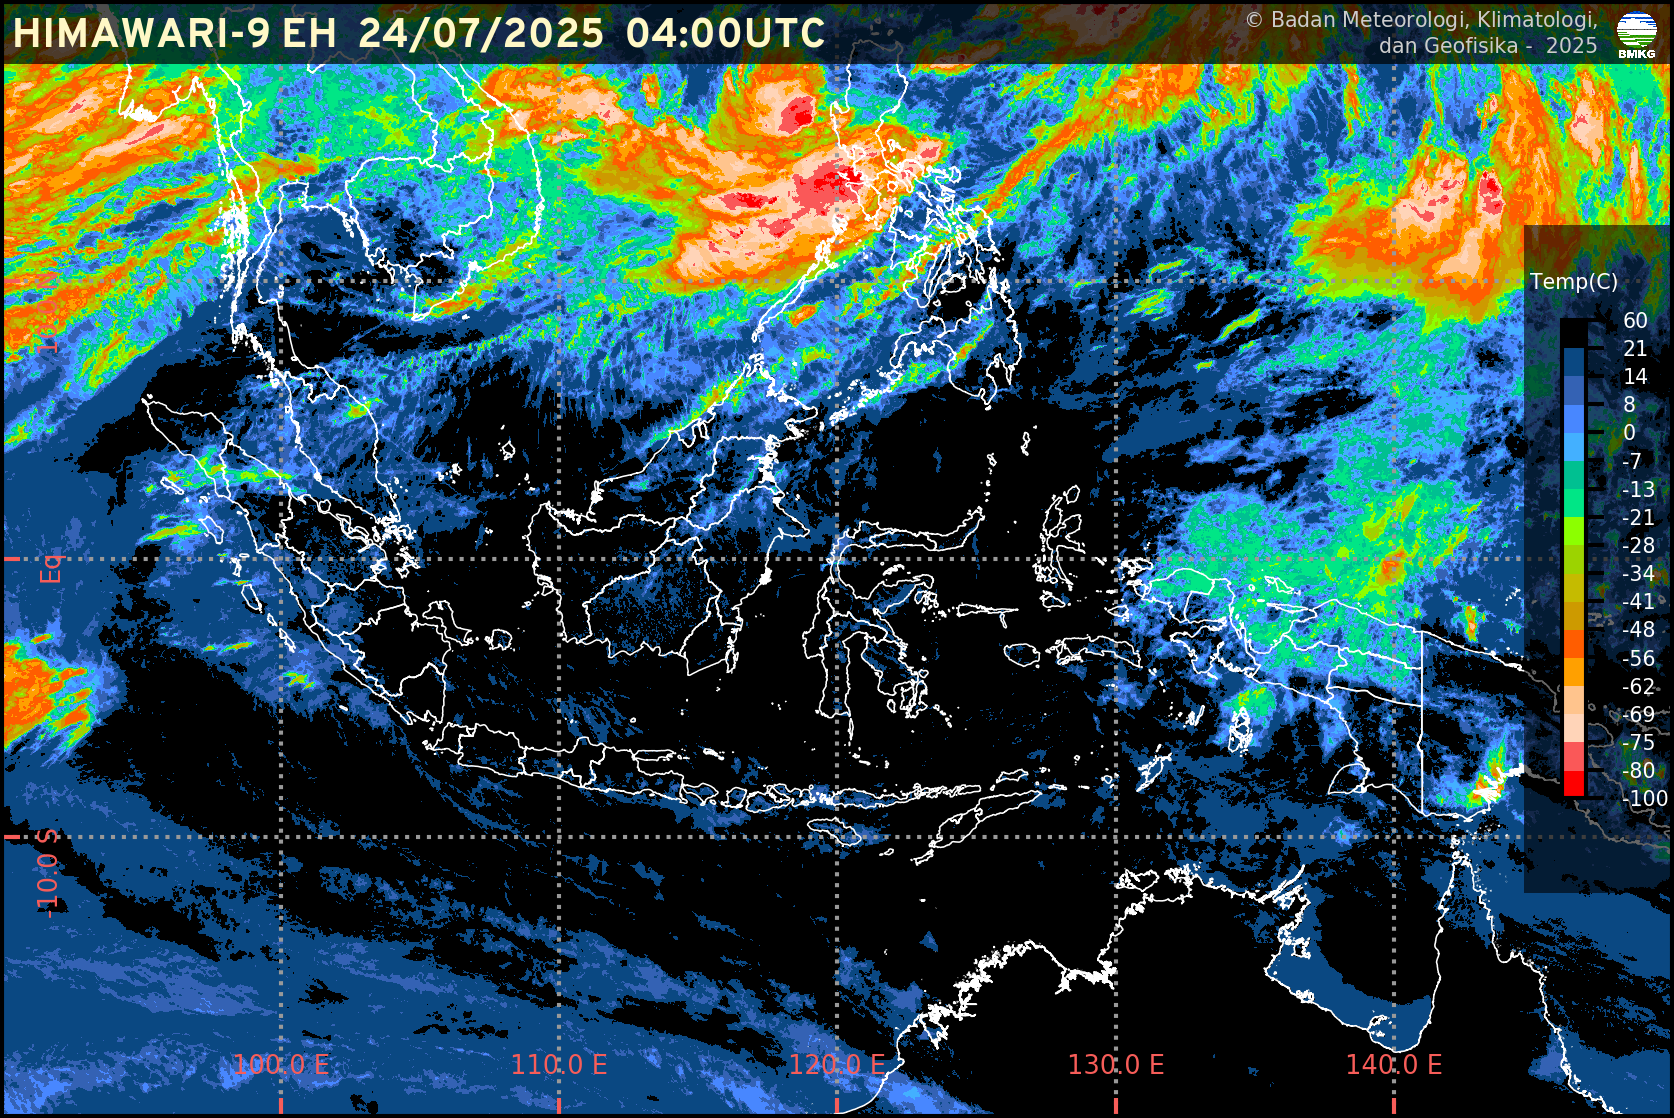 HIMAWARI-9 EH 24/07/2025 04:00UTC
© Badan Meteorologi, Klimatologi,
dan Geofisika - 2025
BMKG
Temp(C)
60
21
14
8
0
-7
-13
-21
-28
-34
-41
-48
-56
-62
-69
-75
-80
-100
Eq
-10.0 S
100.0 E
110.0 E
120.0 E
130.0 E
140.0 E